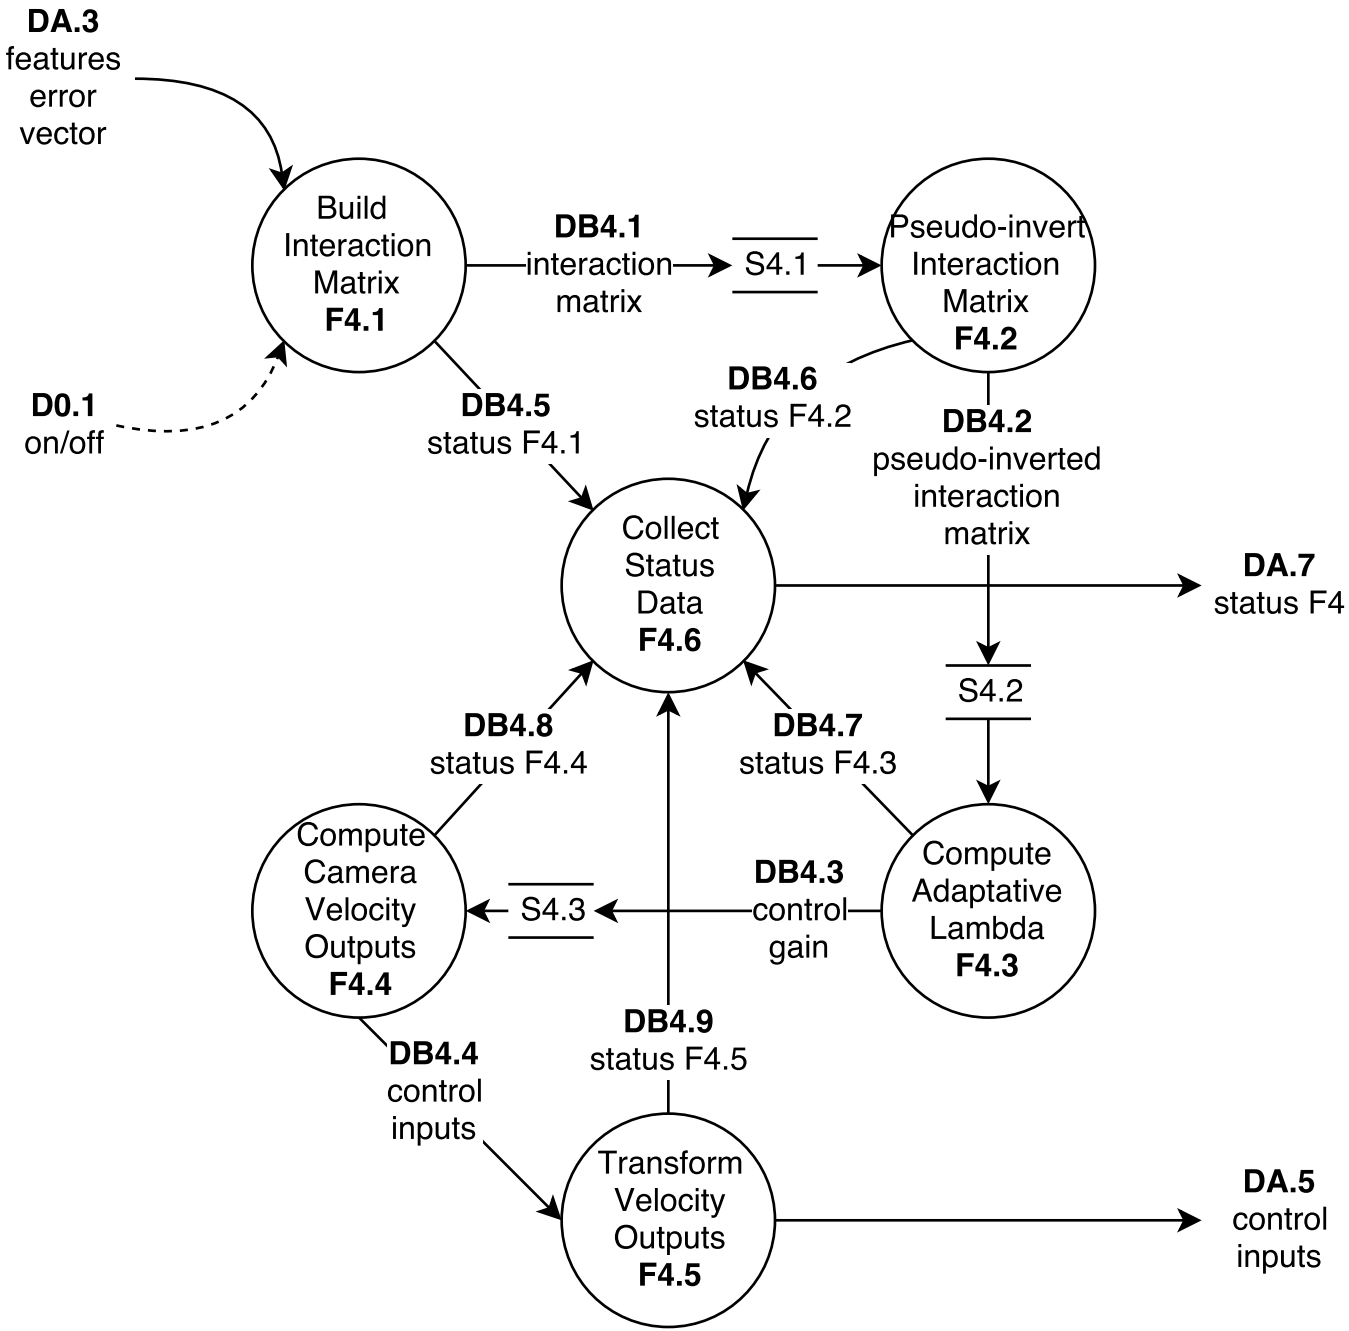 DA.3
features
error
vector
Build
Interaction
Matrix
F4.1
DB4.1
interaction
matrix
S4.1
Pseudo-invert
Interaction
Matrix
F4.2
D0.1
on/off
DB4.5
status F4.1
DB4.6
status F4.2
DB4.2
pseudo-inverted
interaction
matrix
Collect
Status
Data
F4.6
DA.7
status F4
S4.2
DB4.8
status F4.4
DB4.7
status F4.3
Compute
Camera
Velocity
Outputs
F4.4
S4.3
DB4.3
control
gain
Compute
Adaptative
Lambda
F4.3
DB4.4
control
inputs
DB4.9
status F4.5
Transform
Velocity
Outputs
F4.5
DA.5
control
inputs